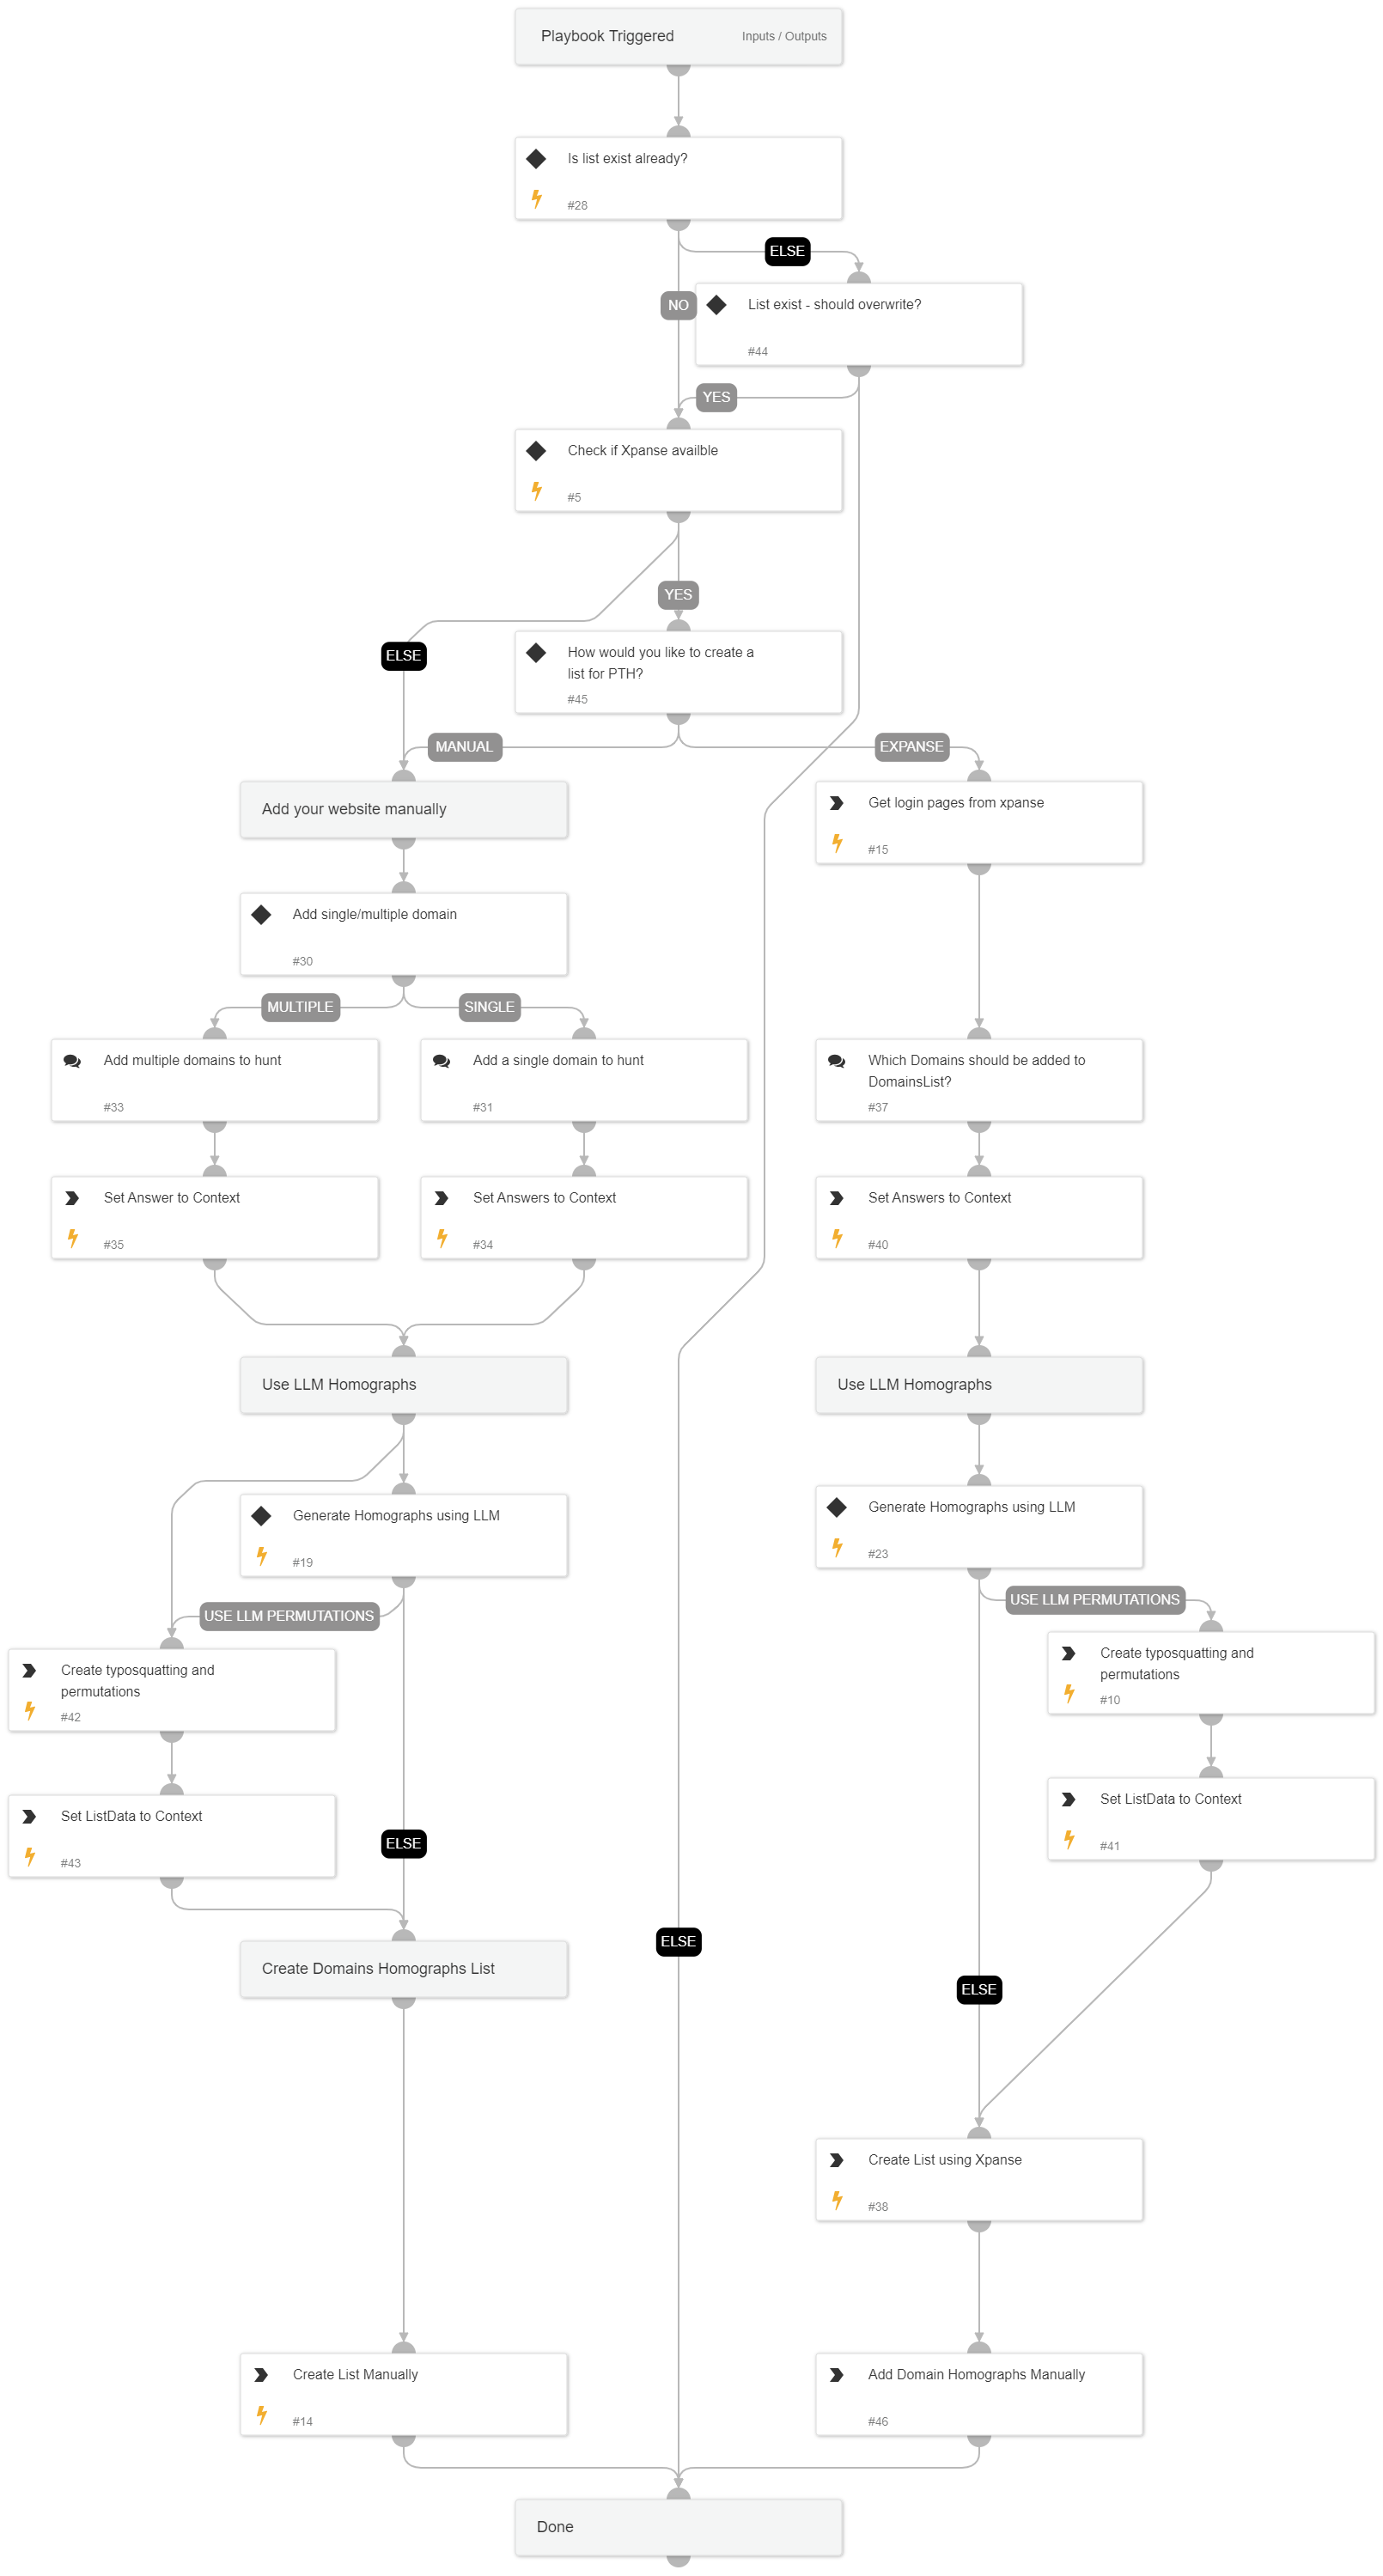 Playbook Triggered
Inputs / Outputs
Is list exist already?
#28
ELSE
NO
List exist - should overwrite?
#44
YES
Check if Xpanse availble
#5
YES
How would you like to create a
list for PTH?
#45
ELSE
MANUAL
EXPANSE
Add your website manually
Get login pages from xpanse
#15
Add single/multiple domain
#30
MULTIPLE
SINGLE
Add multiple domains to hunt
#33
Add a single domain to hunt
#31
Which Domains should be added to
DomainsList?
#37
Set Answer to Context
#35
Set Answers to Context
#34
Set Answers to Context
#40
Use LLM Homographs
Use LLM Homographs
Generate Homographs using LLM
#19
Generate Homographs using LLM
#23
USE LLM PERMUTATIONS
USE LLM PERMUTATIONS
Create typosquatting and
permutations
#42
Create typosquatting and
permutations
#10
Set ListData to Context
#43
Set ListData to Context
#41
ELSE
ELSE
ELSE
Create Domains Homographs List
Create List using Xpanse
#38
Create List Manually
#14
Add Domain Homographs Manually
#46
Done